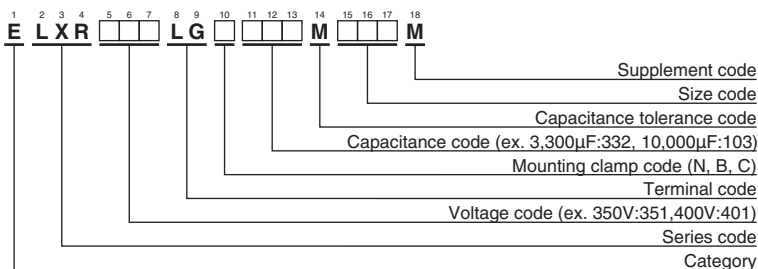 1 2 3 4 5 6 7 8 9 10 11 12 13 14 15 16 17 18
E LXR □□□ LG □ □□□ M □□□ M
Supplement code
Size code
Capacitance tolerance code
Capacitance code (ex. 3,300µF:332, 10,000µF:103)
Mounting clamp code (N, B, C)
Terminal code
Voltage code (ex. 350V:351,400V:401)
Series code
Category